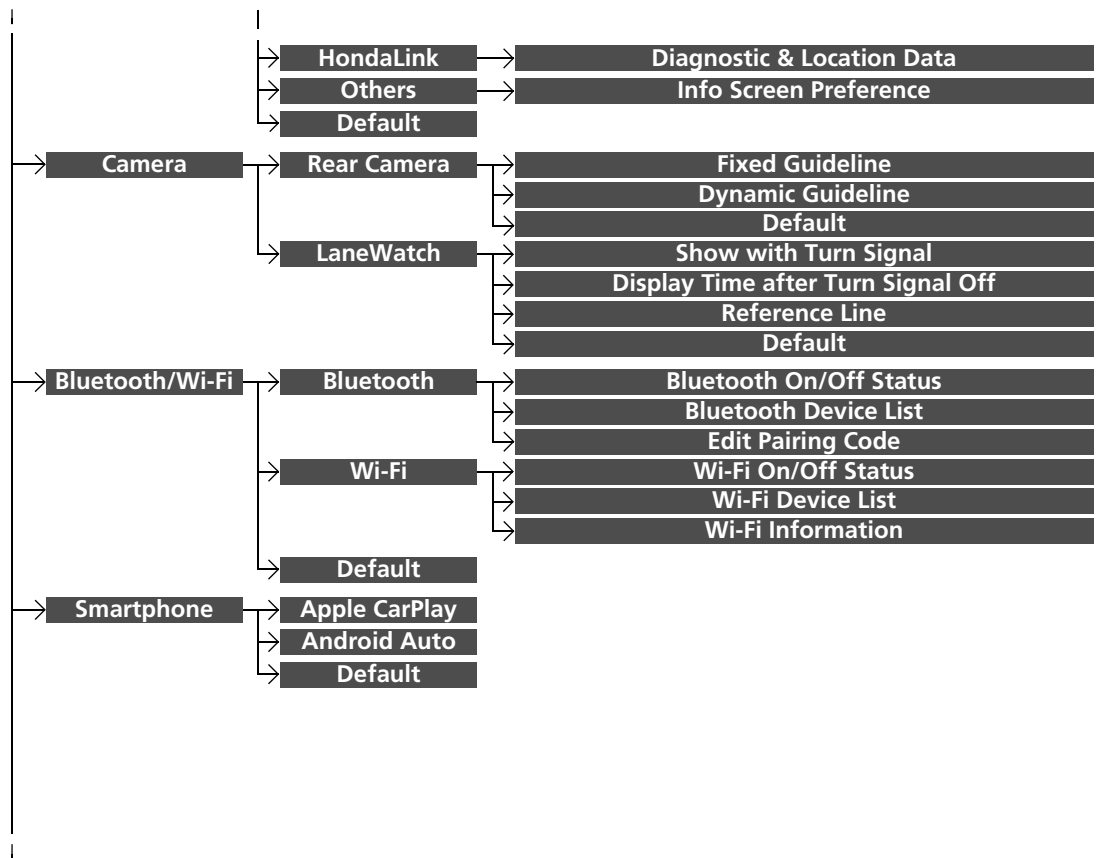 HondaLink
Diagnostic & Location Data
Others
Info Screen Preference
Default
Camera
Rear Camera
Fixed Guideline
Dynamic Guideline
Default
LaneWatch
Show with Turn Signal
Display Time after Turn Signal Off
Reference Line
Default
Bluetooth/Wi-Fi
Bluetooth
Bluetooth On/Off Status
Bluetooth Device List
Edit Pairing Code
Wi-Fi
Wi-Fi On/Off Status
Wi-Fi Device List
Wi-Fi Information
Default
Smartphone
Apple CarPlay
Android Auto
Default